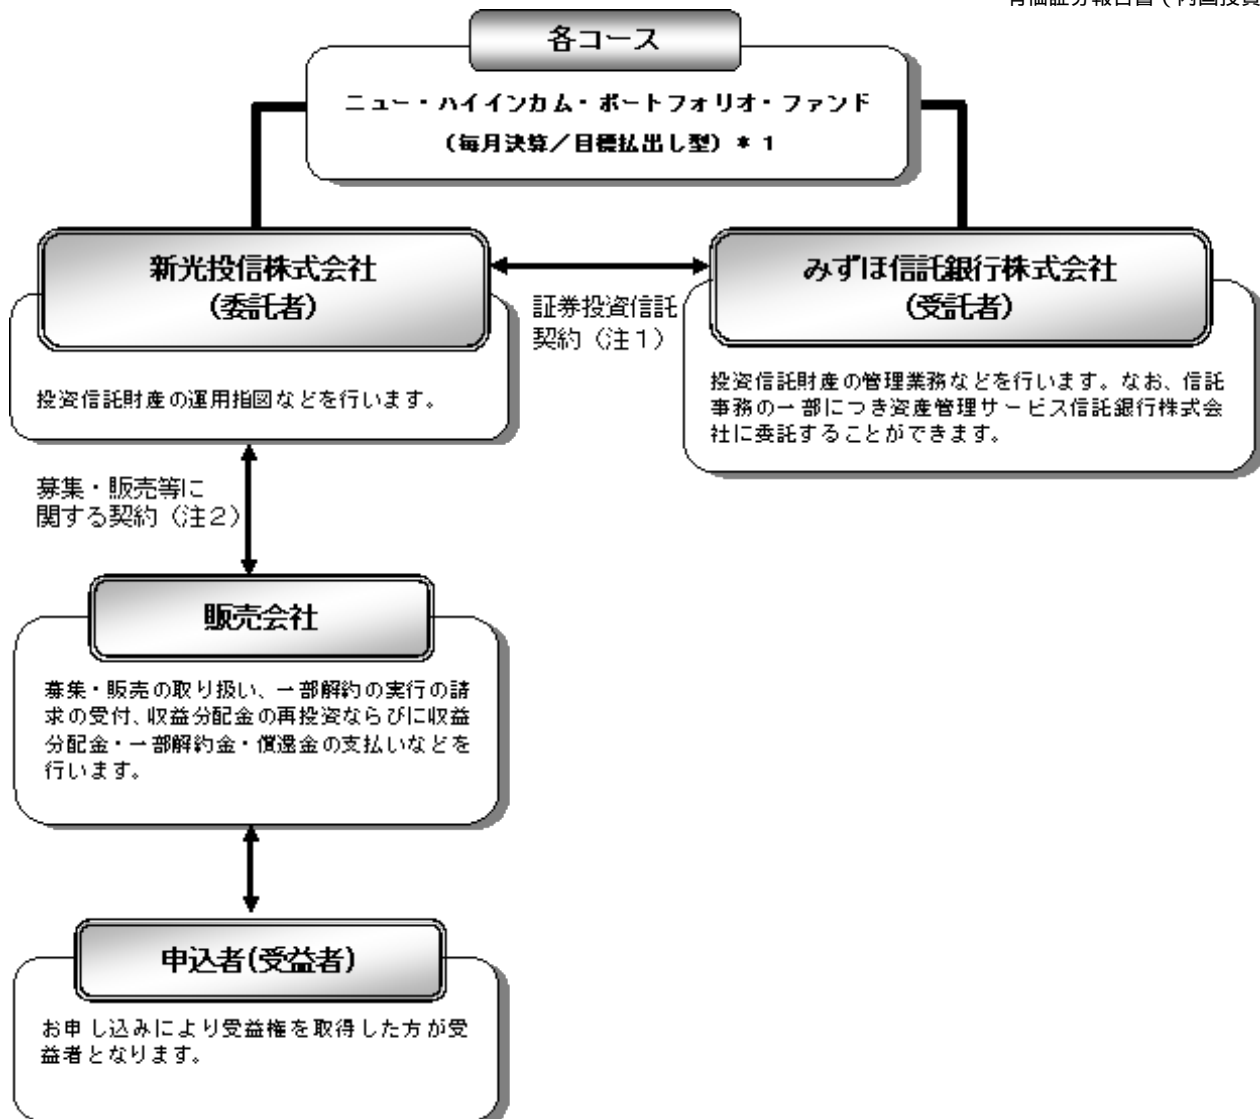 各コース
ニュー・ハイインカム・ポートフォリオ・ファンド
(毎月決算／目標払出し型)＊1
新光投信株式会社
(委託者)
投資信託財産の運用指図などを行います。
証券投資信託
契約（注１）
みずほ信託銀行株式会社
(受託者)
投資信託財産の管理業務などを行います。なお、信託
事務の一部につき資産管理サービス信託銀行株式会
社に委託することができます。
募集・販売等に
関する契約（注２）
販売会社
募集・販売の取り扱い、一部解約の実行の請
求の受付、収益分配金の再投資ならびに収益
分配金・一部解約金・償還金の支払いなどを
行います。
申込者(受益者)
お申し込みにより受益権を取得した方が受
益者となります。